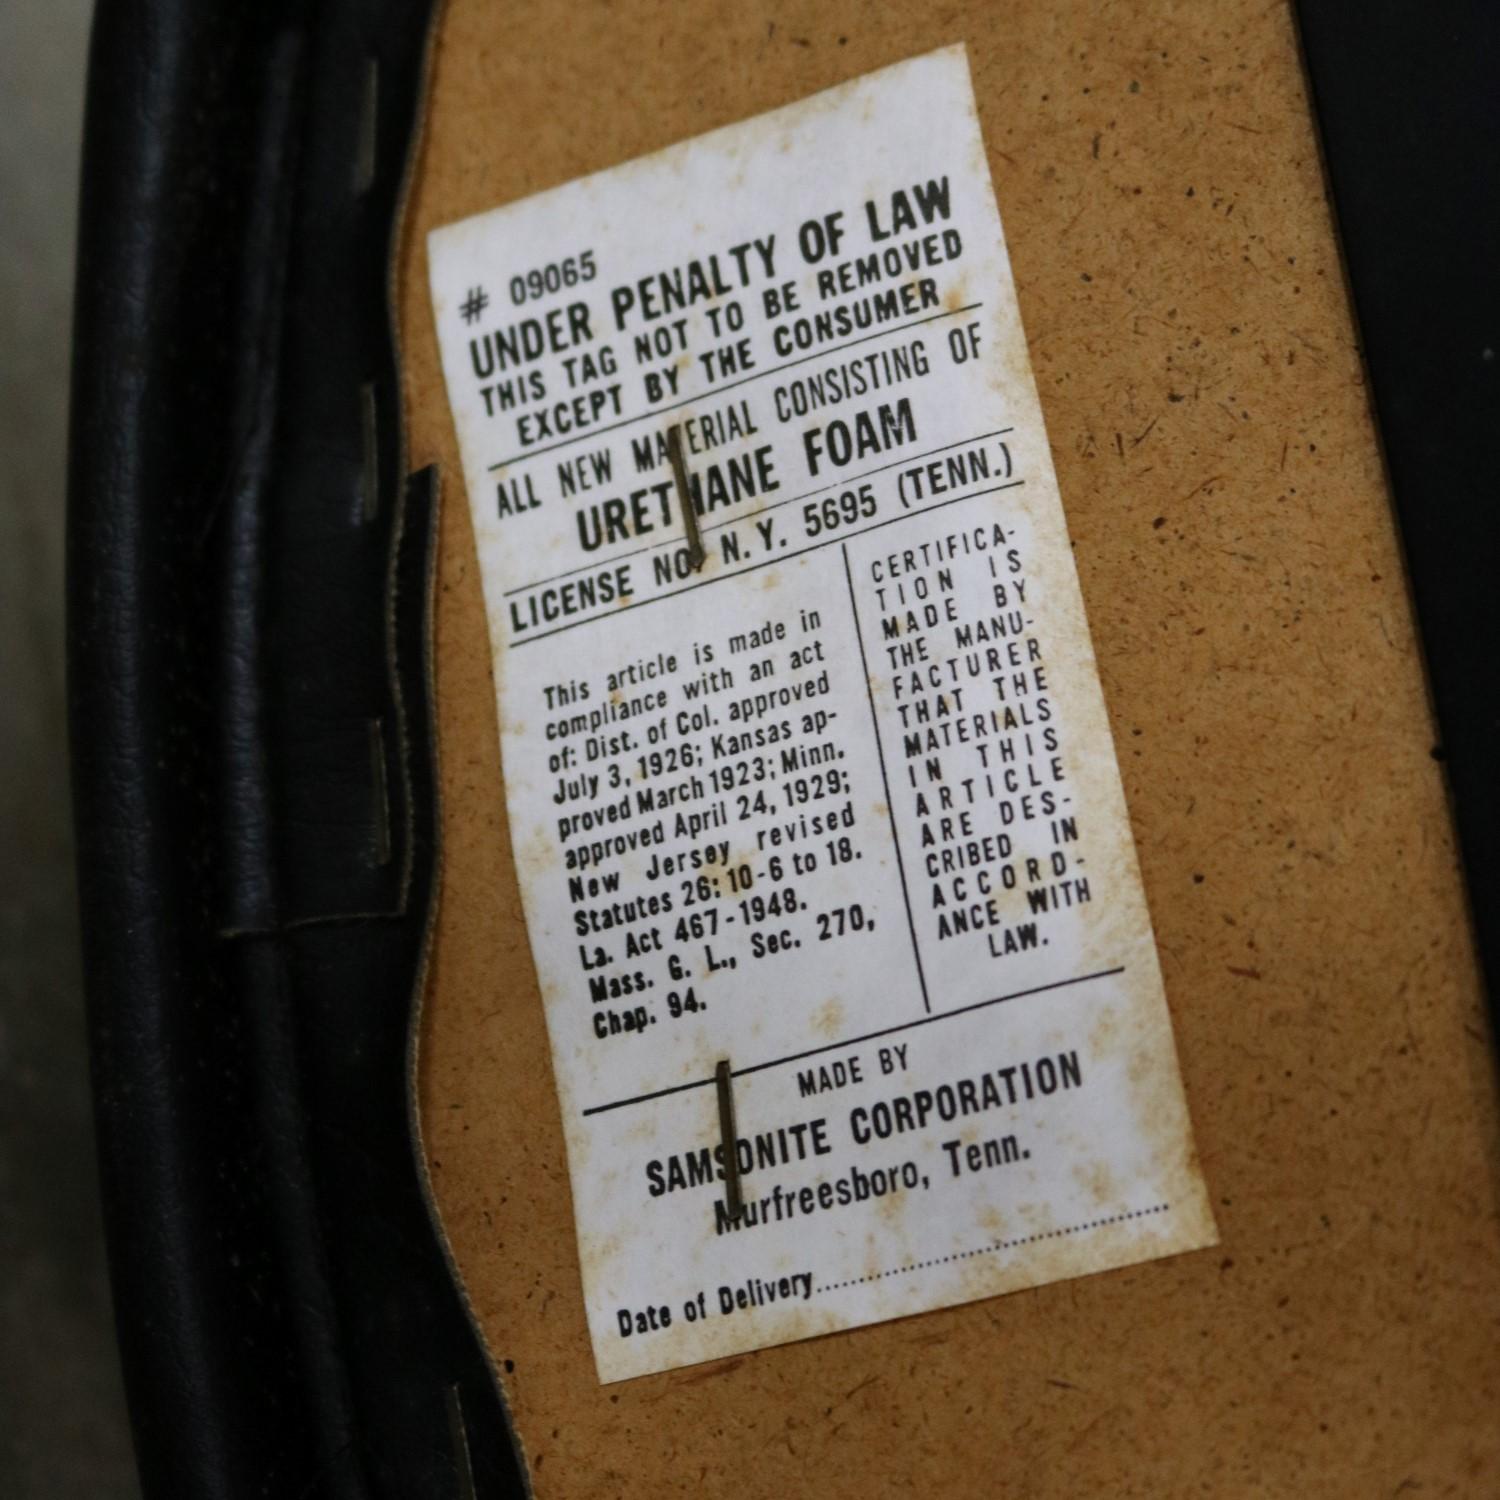 # 09065
UNDER PENALTY OF LAW
THIS TAG NOT TO BE REMOVED
EXCEPT BY THE CONSUMER
ALL NEW MATERIAL CONSISTING OF
URETHANE FOAM
LICENSE NO. N.Y. 5695 (TENN.)
This article is made in
compliance with an act
of: Dist. of Col. approved
July 3, 1926; Kansas ap-
proved March 1923; Minn.
approved April 24, 1929;
New Jersey revised
Statutes 26: 10-6 to 18.
La. Act 467-1948.
Mass. G. L., Sec. 270,
Chap. 94.
CERTIFICA-
TION IS
MADE BY
THE MANU-
FACTURER
THAT THE
MATERIALS
IN THIS
ARTICLE
ARE DES-
CRIBED IN
ACCORD-
ANCE WITH
LAW.
MADE BY
SAMSONITE CORPORATION
Murfreesboro, Tenn.
Date of Delivery..............................